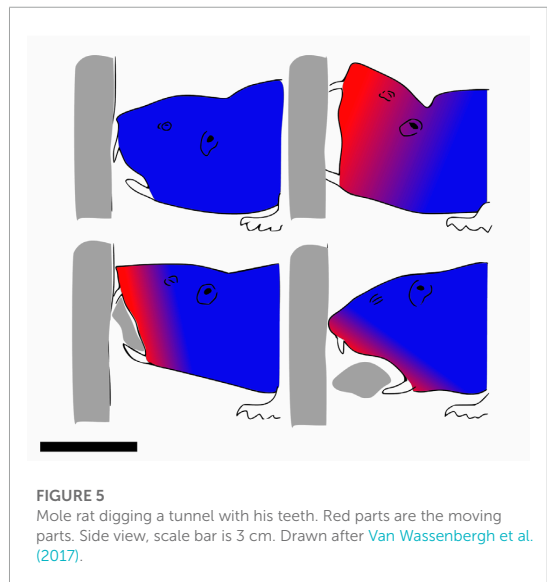 FIGURE 5
Mole rat digging a tunnel with his teeth. Red parts are the moving
parts. Side view, scale bar is 3 cm. Drawn after Van Wassenbergh et al.
(2017).